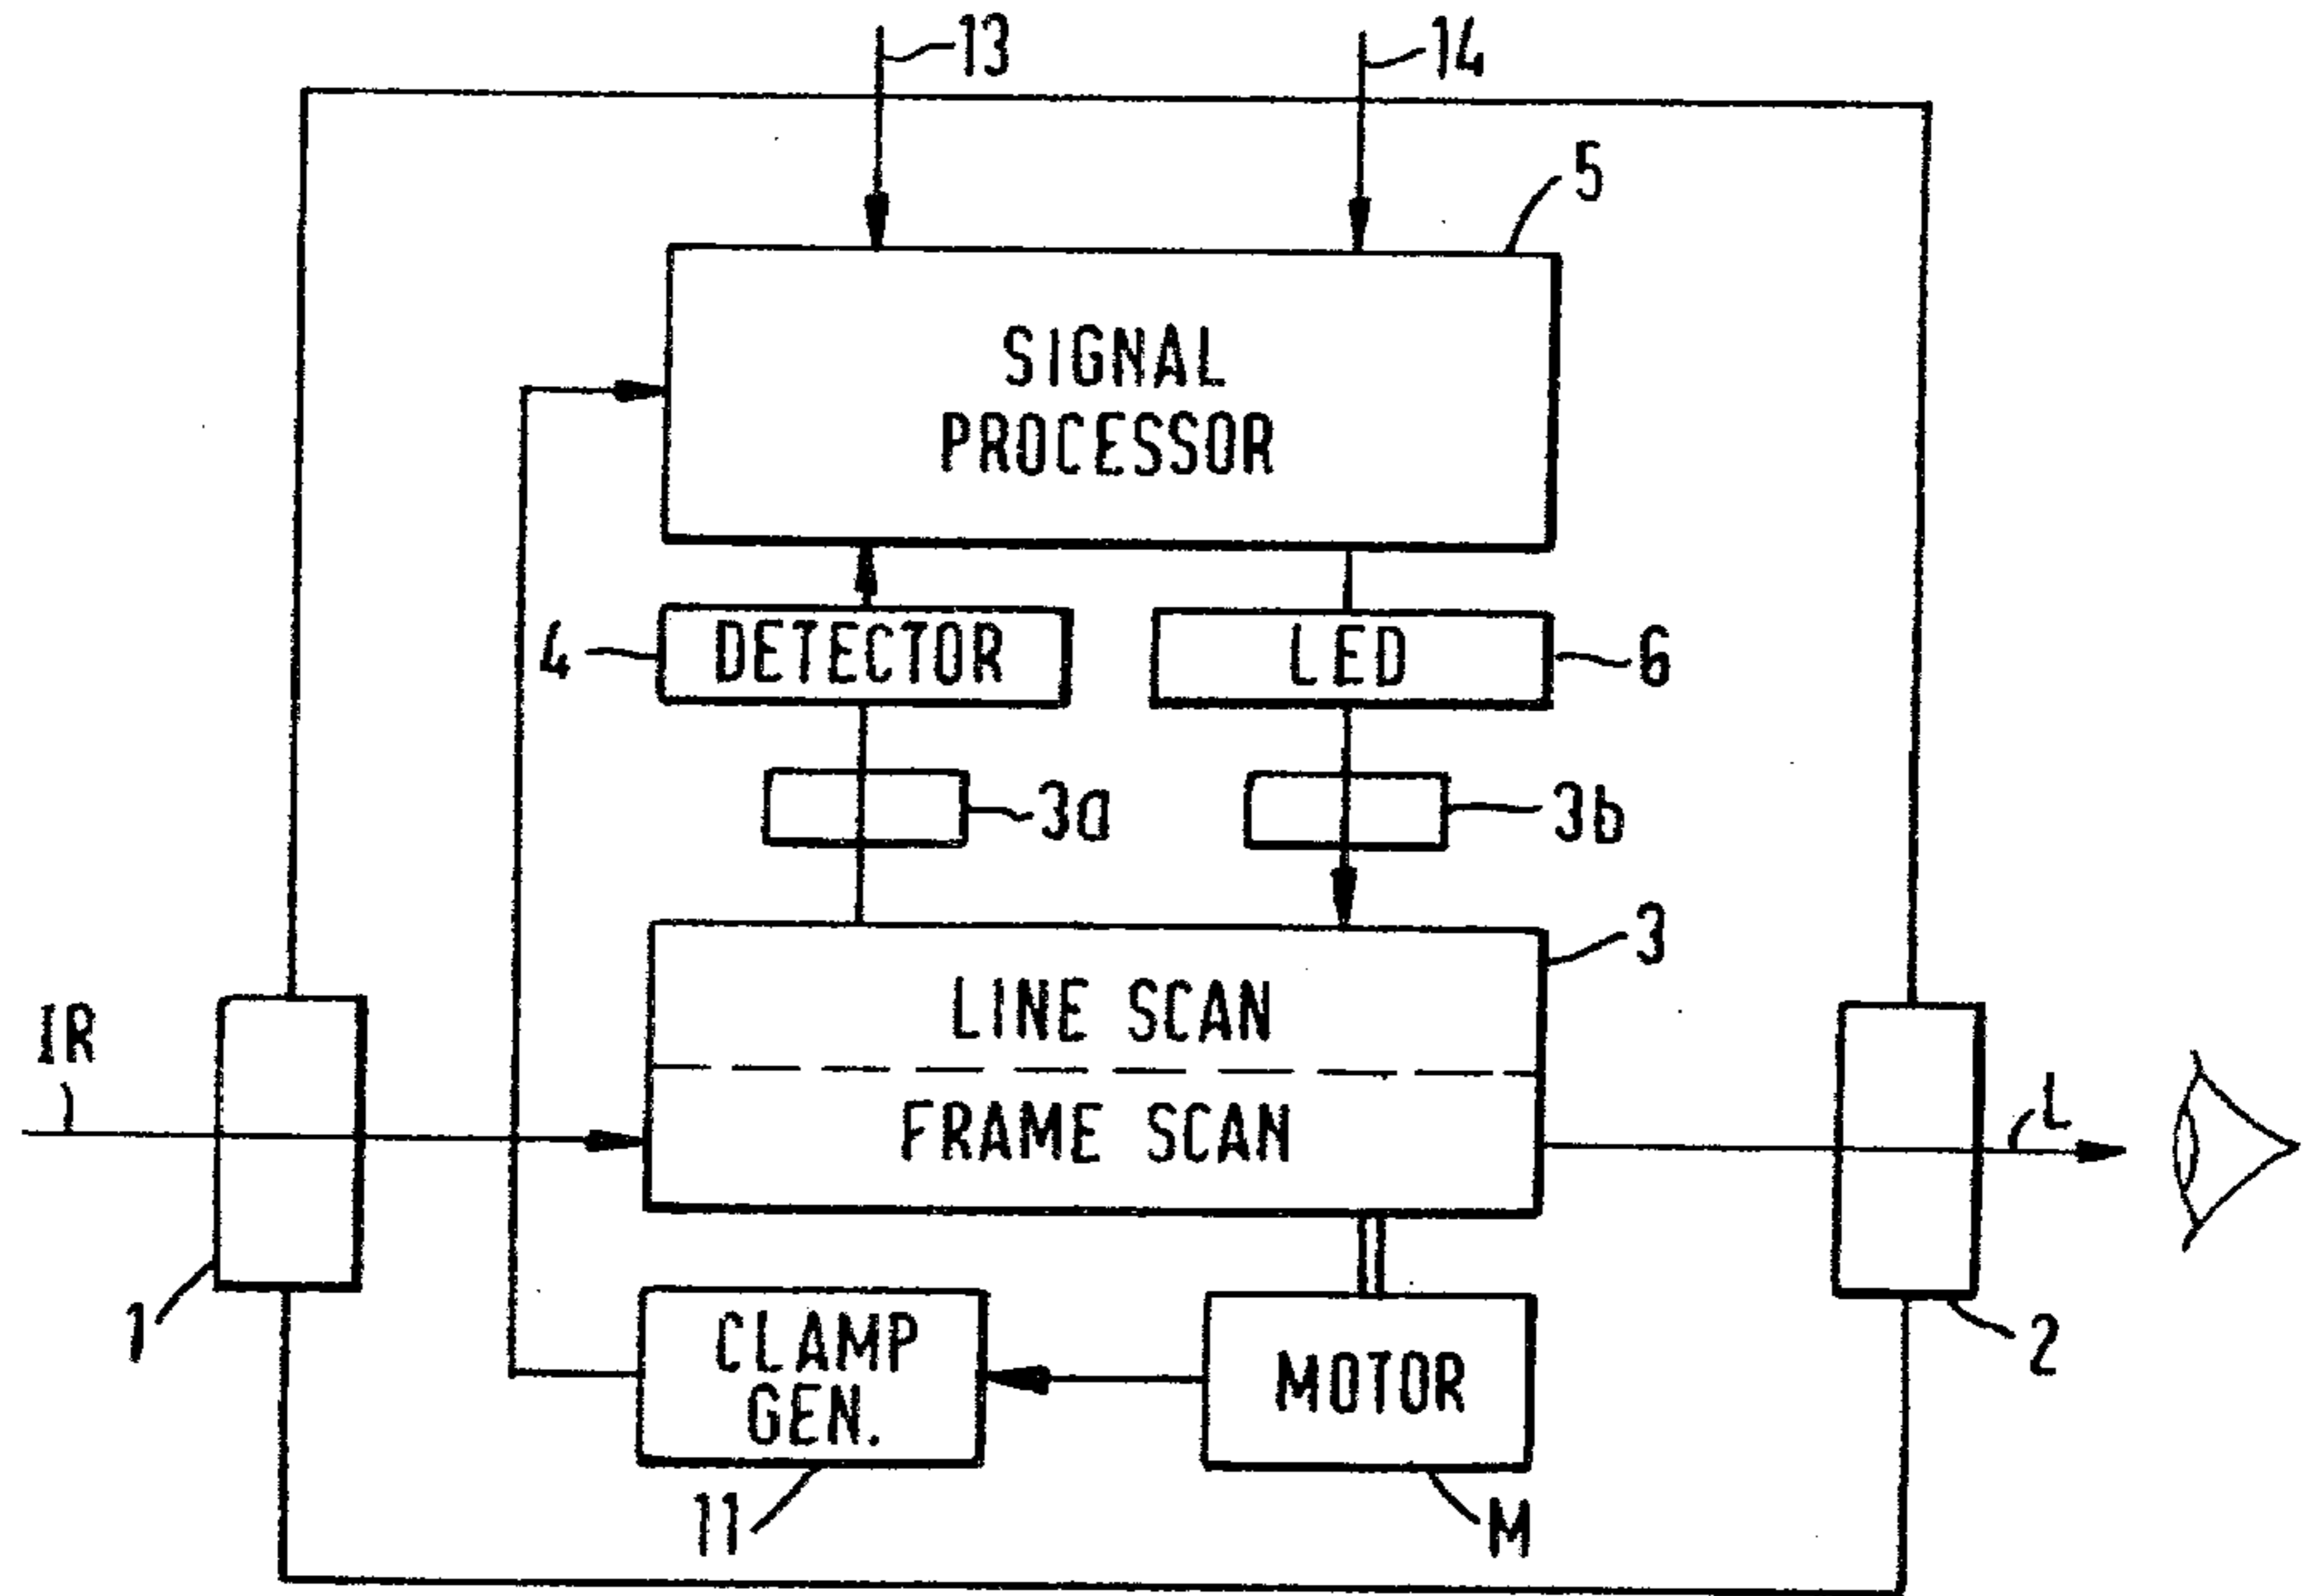 13
14
5
SIGNAL
PROCESSOR
4
DETECTOR
LED
6
3a
3b
3
LINE SCAN
FRAME SCAN
IR
L
1
2
CLAMP
GEN.
MOTOR
11
M